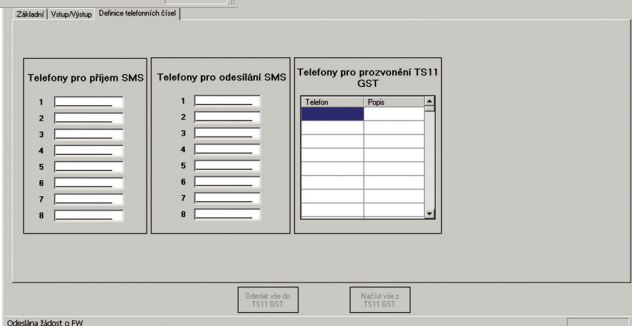 Základní Vstup/Výstup Definice telefonních čísel
Telefony pro příjem SMS
1
2
3
4
5
6
7
8
Telefony pro odesílání SMS
1
2
3
4
5
6
7
8
Telefony pro prozvonění TS11
GST
Telefon Popis
Odeslat vše do
TS11 GST
Načíst vše z
TS11 GST
Odeslána žádost o FW